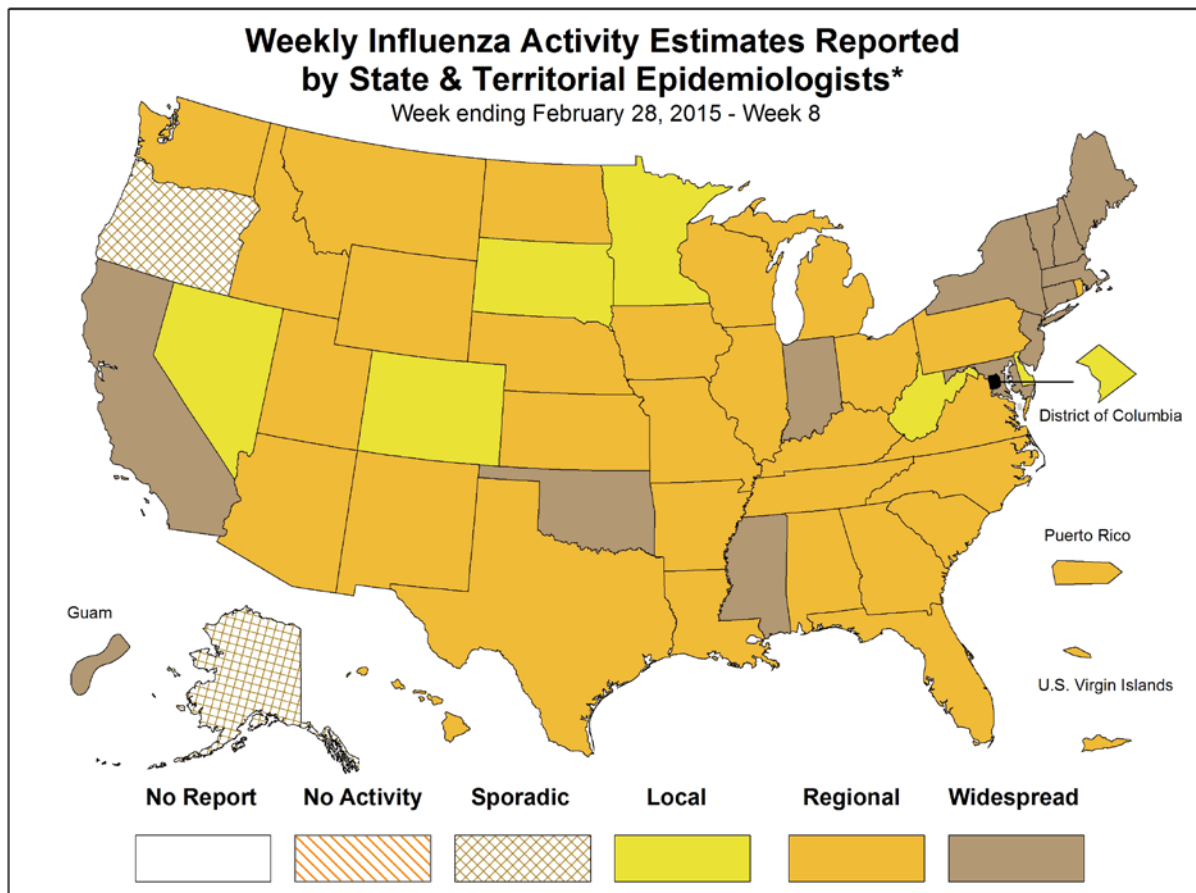 Weekly Influenza Activity Estimates Reported
by State & Territorial Epidemiologists*
Week ending February 28, 2015 - Week 8
District of Columbia
Puerto Rico
Guam
U.S. Virgin Islands
No Report
No Activity
Sporadic
Local
Regional
Widespread